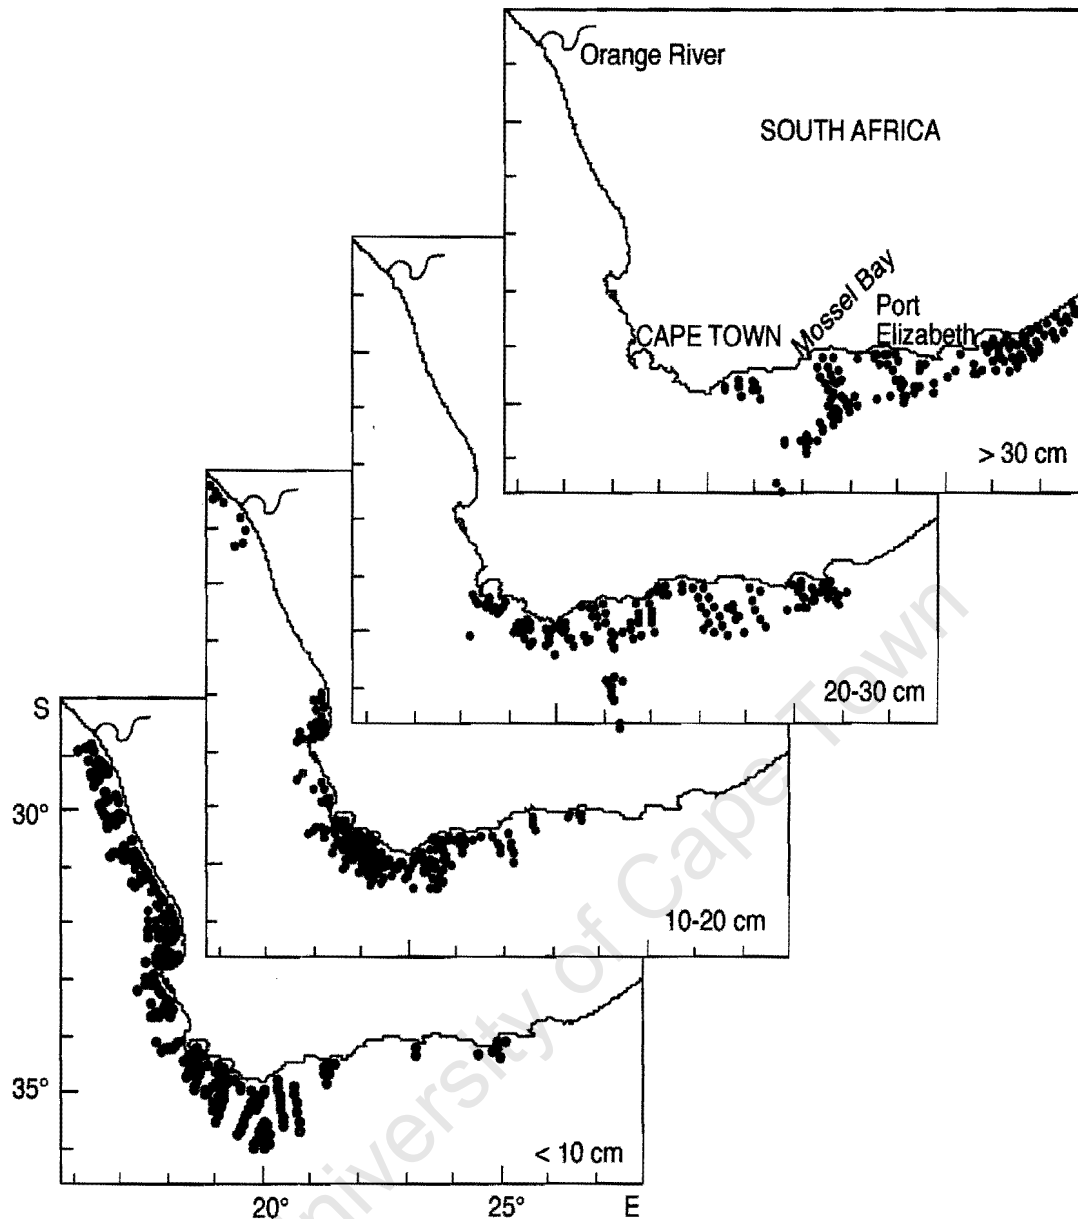 Orange River
SOUTH AFRICA
Mossel Bay
Port
Elizabeth
CAPE TOWN
> 30 cm
20-30 cm
S
30°
10-20 cm
35°
< 10 cm
20°
25°
E
University of Cape Town